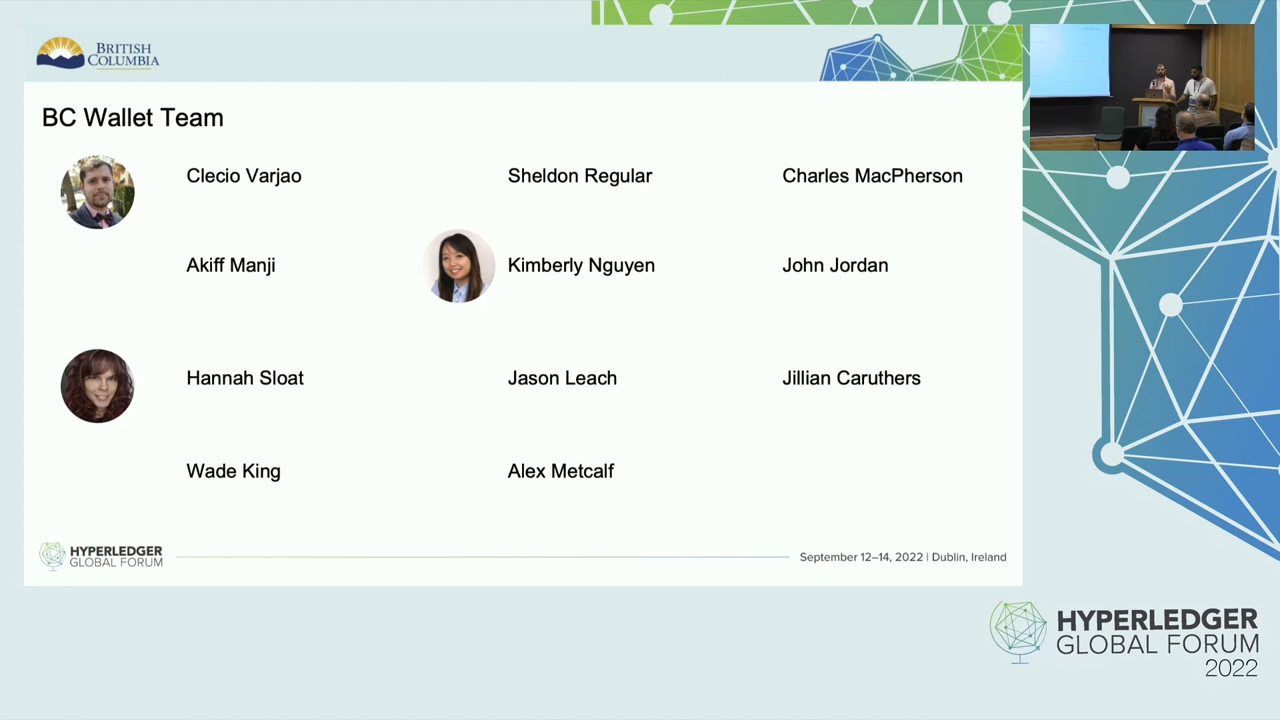 BRITISH
COLUMBIA
BC Wallet Team
Clecio Varjao
Sheldon Regular
Charles MacPherson
Akiff Manji
Kimberly Nguyen
John Jordan
Hannah Sloat
Jason Leach
Jillian Caruthers
Wade King
Alex Metcalf
HYPERLEDGER
GLOBAL FORUM
September 12–14, 2022 | Dublin, Ireland
HYPERLEDGER
GLOBAL FORUM
2022